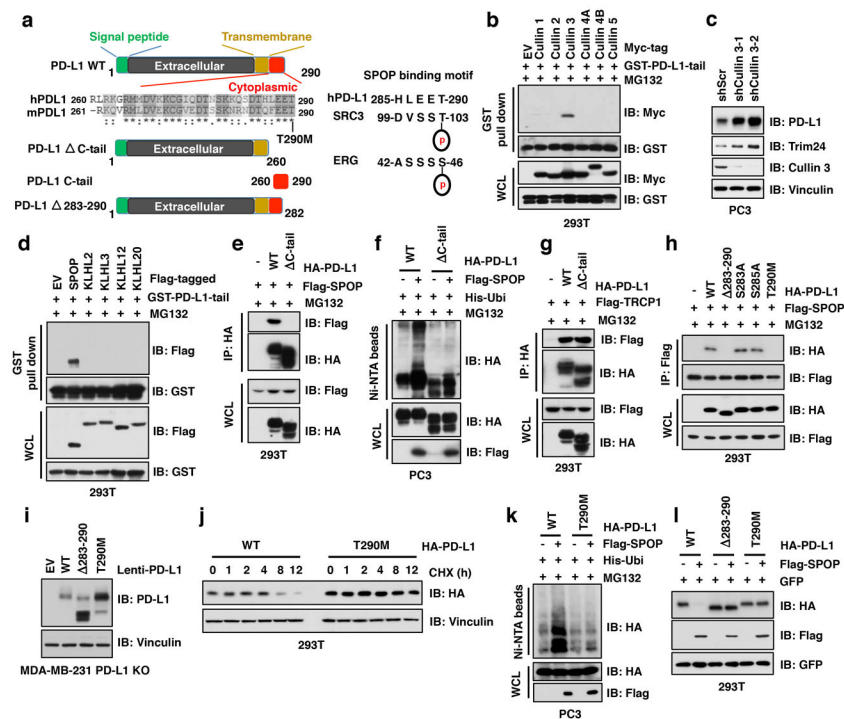 a
Signal peptide
Transmembrane
PD-L1 WT
Extracellular
1
290
Cytoplasmic
SPOP binding motif
hPDL1 260 RLRKGRMMDVKKCGIQDTNSKKQSDTHLEET 290
mPDL1 261
290
T290M
hPD-L1 285-H L E E T-290
SRC3 99-D V S S T-103
p
ERG 42-A S S S S-46
p
PD-L1 Δ C-tail
Extracellular
1
260
PD-L1 C-tail
260
290
PD-L1 Δ 283-290
Extracellular
1
282
b
EV
Cullin 1
Cullin 2
Cullin 3
Cullin 4A
Cullin 4B
Cullin 5
Myc-tag
+ + + + + + + GST-PD-L1-tail
+ + + + + + + MG132
GST pull down
IB: Myc
IB: GST
WCL
IB: Myc
IB: GST
293T
c
shScr
shCullin 3-1
shCullin 3-2
IB: PD-L1
IB: Trim24
IB: Cullin 3
IB: Vinculin
PC3
d
EV
SPOP
KLHL2
KLHL3
KLHL12
KLHL20
Flag-tagged
+ + + + + + GST-PD-L1-tail
+ + + + + + MG132
GST pull down
IB: Flag
IB: GST
WCL
IB: Flag
IB: GST
293T
e
- WT ΔC-tail HA-PD-L1
+ + + Flag-SPOP
+ + + MG132
IP: HA
IB: Flag
IB: HA
WCL
IB: Flag
IB: HA
293T
f
WT ΔC-tail HA-PD-L1
- + - + Flag-SPOP
+ + + + His-Ubi
+ + + + MG132
Ni-NTA beads
IB: HA
WCL
IB: HA
IB: Flag
PC3
g
- WT ΔC-tail HA-PD-L1
+ + + Flag-TRCP1
+ + + MG132
IP: HA
IB: Flag
IB: HA
WCL
IB: Flag
IB: HA
293T
h
- WT Δ283-290 S283A S285A T290M HA-PD-L1
+ + + + + + Flag-SPOP
+ + + + + + MG132
IP: Flag
IB: HA
IB: Flag
WCL
IB: HA
IB: Flag
293T
i
EV WT Δ283-290 T290M
Lenti-PD-L1
IB: PD-L1
IB: Vinculin
MDA-MB-231 PD-L1 KO
j
WT T290M HA-PD-L1
0 1 2 4 8 12 0 1 2 4 8 12 CHX (h)
IB: HA
IB: Vinculin
293T
k
WT T290M HA-PD-L1
- + - + Flag-SPOP
+ + + + His-Ubi
+ + + + MG132
Ni-NTA beads
IB: HA
WCL
IB: HA
IB: Flag
PC3
l
WT Δ283-290 T290M
HA-PD-L1
- + - + - + Flag-SPOP
+ + + + + + GFP
IB: HA
IB: Flag
IB: GFP
293T